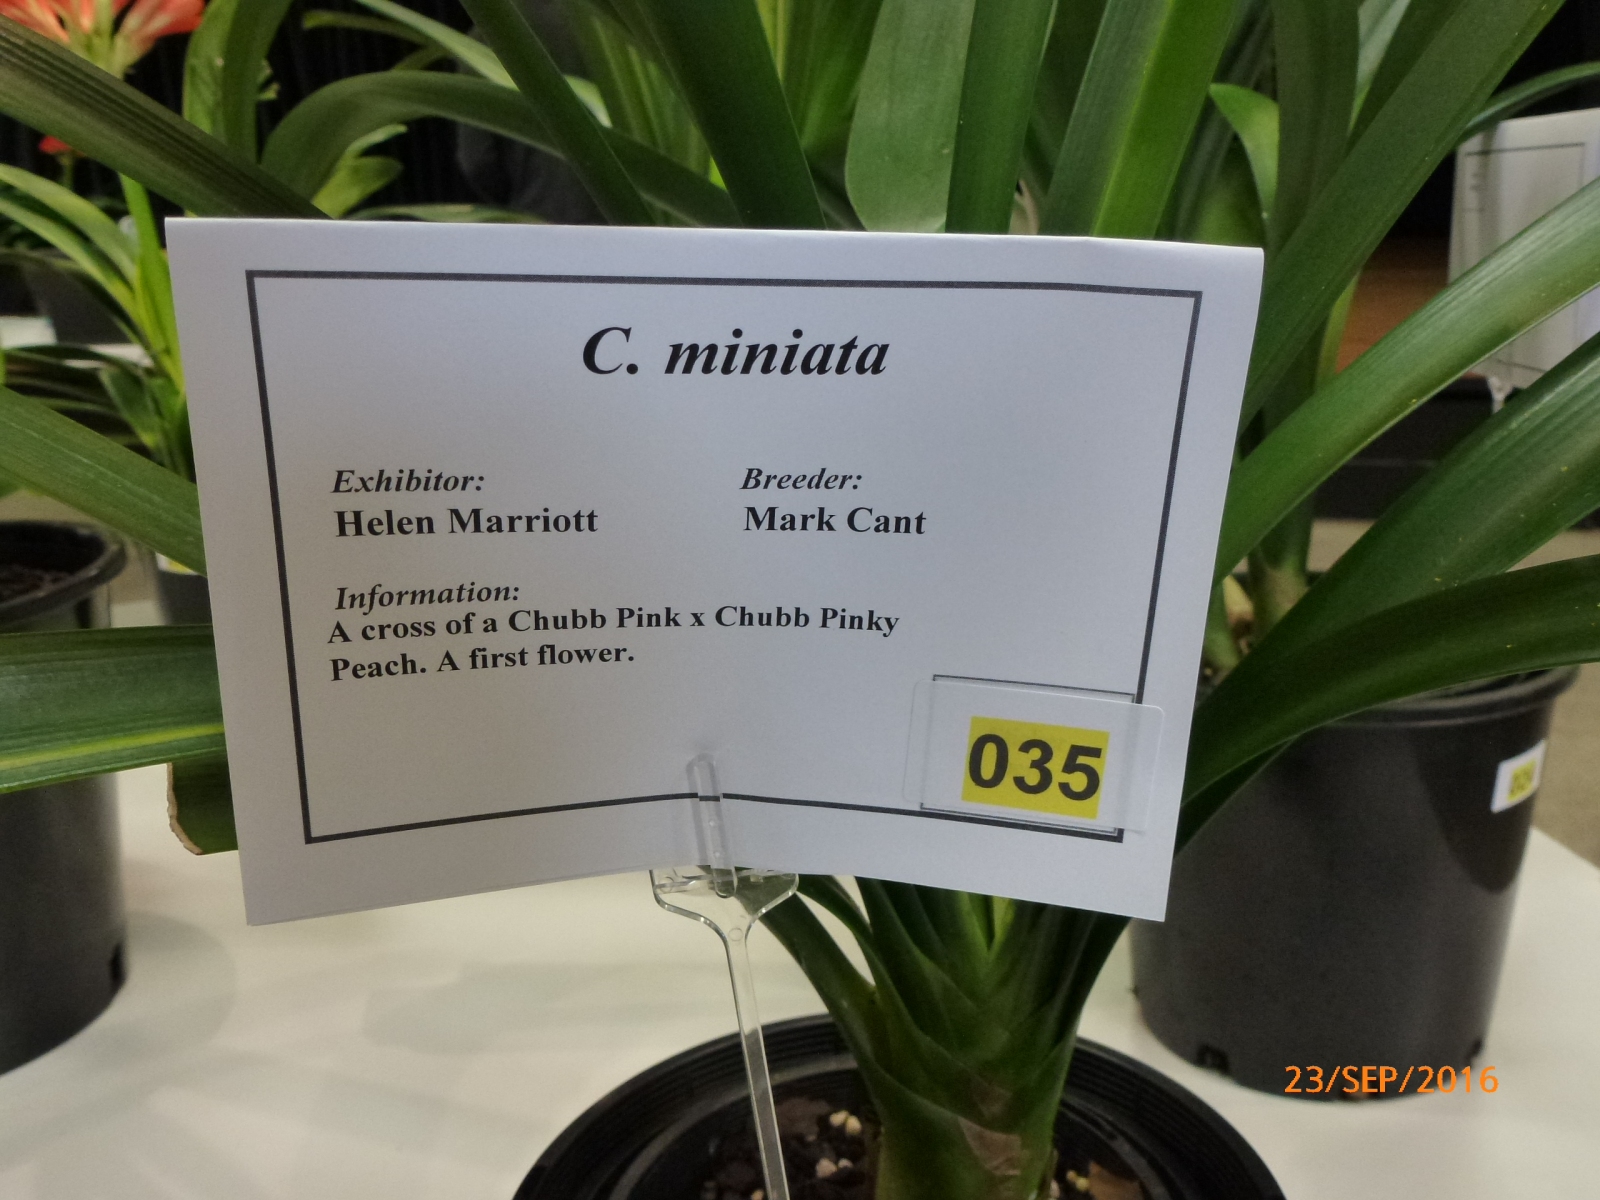 C. miniata
Exhibitor:
Helen Marriott
Breeder:
Mark Cant
Information:
A cross of a Chubb Pink x Chubb Pinky
Peach. A first flower.
035
23/SEP/2016